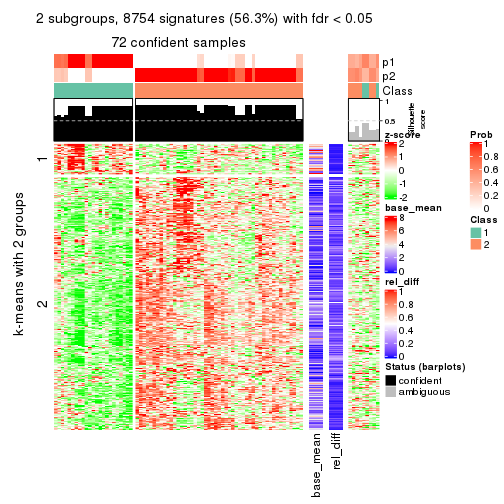 2 subgroups, 8754 signatures (56.3%) with fdr < 0.05
72 confident samples
p1
p2
Class
1
0.5
0
Silhouette
score
k-means with 2 groups
1
2
base_mean
rel_diff
z-score
2
1
0
-1
-2
base_mean
8
6
4
2
0
rel_diff
1
0.8
0.6
0.4
0.2
0
Status (barplots)
confident
ambiguous
Prob
1
0.8
0.6
0.4
0.2
0
Class
1
2